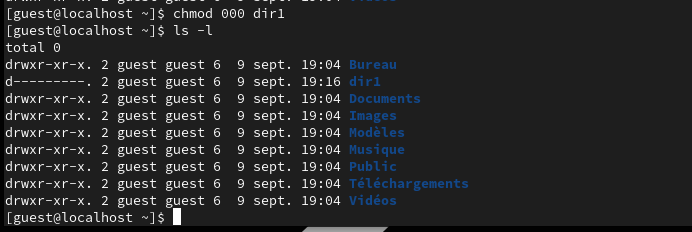 [guest@localhost ~]$ chmod 000 dir1
[guest@localhost ~]$ ls -l
total 0
drwxr-xr-x. 2 guest guest 6  9 sept. 19:04 Bureau
d---------. 2 guest guest 6  9 sept. 19:16 dir1
drwxr-xr-x. 2 guest guest 6  9 sept. 19:04 Documents
drwxr-xr-x. 2 guest guest 6  9 sept. 19:04 Images
drwxr-xr-x. 2 guest guest 6  9 sept. 19:04 Modèles
drwxr-xr-x. 2 guest guest 6  9 sept. 19:04 Musique
drwxr-xr-x. 2 guest guest 6  9 sept. 19:04 Public
drwxr-xr-x. 2 guest guest 6  9 sept. 19:04 Téléchargements
drwxr-xr-x. 2 guest guest 6  9 sept. 19:04 Vidéos
[guest@localhost ~]$